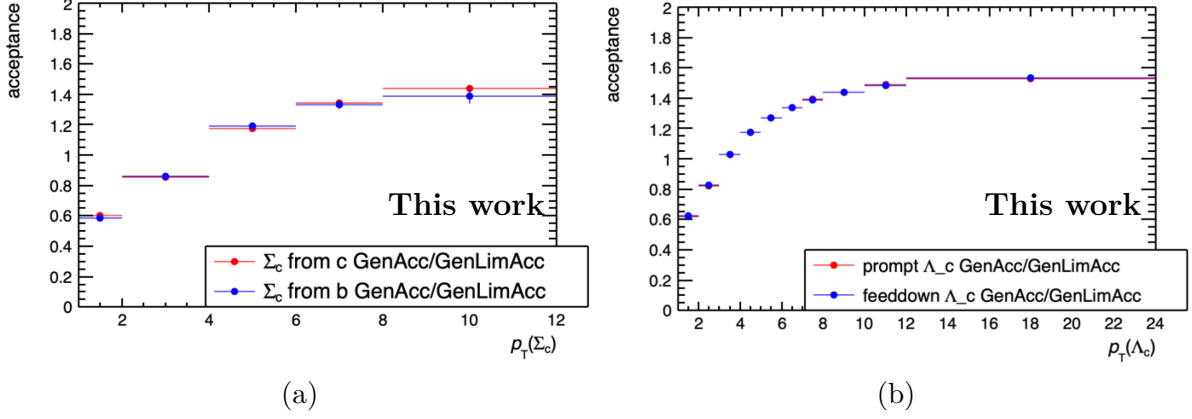 acceptance
2
1.8
1.6
1.4
1.2
1
0.8
0.6
0.4
0.2
0
This work
Σc from c GenAcc/GenLimAcc
Σc from b GenAcc/GenLimAcc
2 4 6 8 10 12
pT(Σc)
(a)
acceptance
2
1.8
1.6
1.4
1.2
1
0.8
0.6
0.4
0.2
0
This work
prompt Λ_c GenAcc/GenLimAcc
feeddown Λ_c GenAcc/GenLimAcc
2 4 6 8 10 12 14 16 18 20 22 24
pT(Λc)
(b)